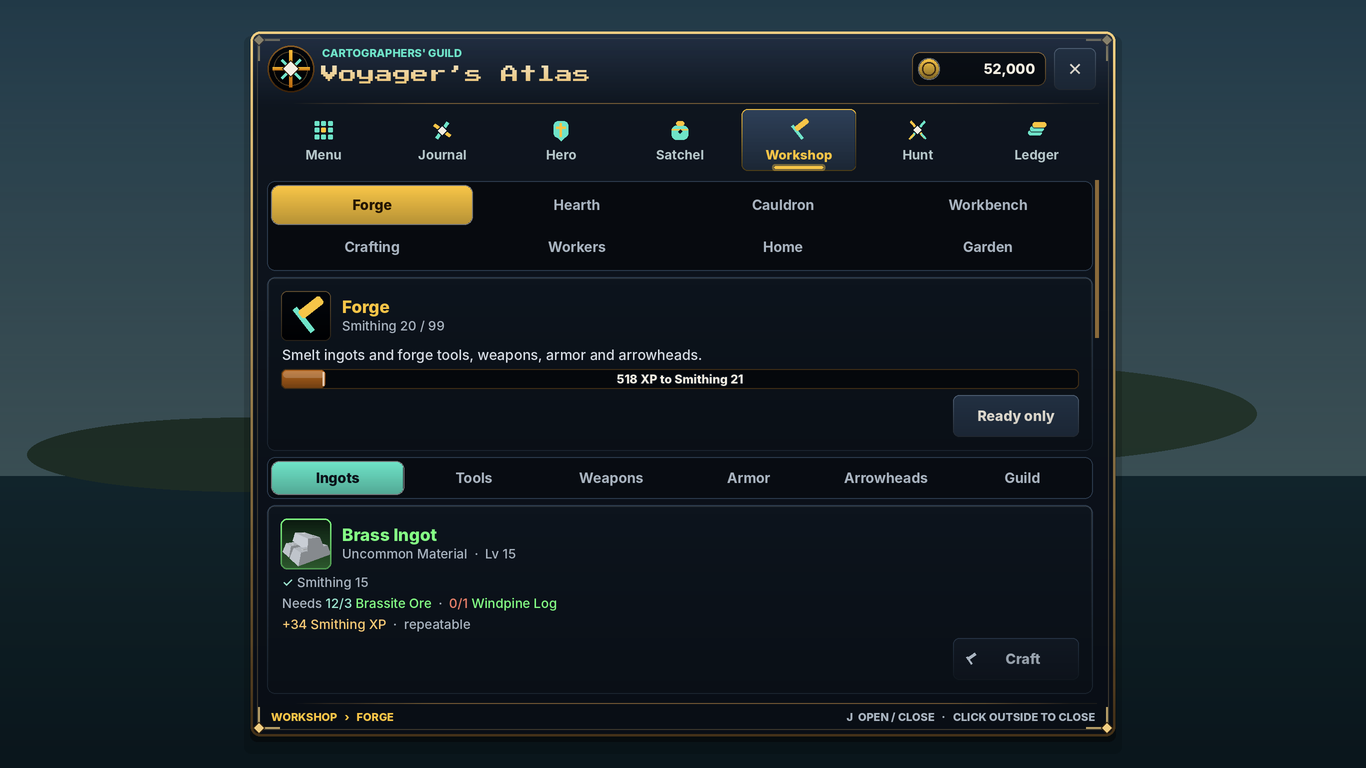 CARTOGRAPHERS' GUILD
Voyager's Atlas
52,000
×
Menu
Journal
Hero
Satchel
Workshop
Hunt
Ledger
Forge Hearth Cauldron Workbench
Crafting Workers Home Garden
Forge
Smithing 20 / 99
Smelt ingots and forge tools, weapons, armor and arrowheads.
518 XP to Smithing 21
Ready only
Ingots Tools Weapons Armor Arrowheads Guild
Brass Ingot
Uncommon Material · Lv 15
✓ Smithing 15
Needs 12/3 Brassite Ore · 0/1 Windpine Log
+34 Smithing XP · repeatable
Craft
WORKSHOP › FORGE
J OPEN / CLOSE · CLICK OUTSIDE TO CLOSE